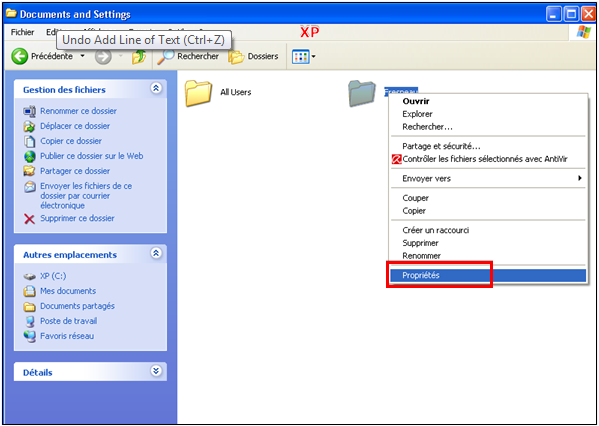 Documents and Settings
Fichier
XP
Undo Add Line of Text (Ctrl+Z)
Précédente
Rechercher
Dossiers
Gestion des fichiers
Renommer ce dossier
Déplacer ce dossier
Copier ce dossier
Publier ce dossier sur le Web
Partager ce dossier
Envoyer les fichiers de ce
dossier par courrier
électronique
Supprimer ce dossier
Autres emplacements
XP (C:)
Mes documents
Documents partagés
Poste de travail
Favoris réseau
Détails
All Users
Ouvrir
Explorer
Rechercher...
Partage et sécurité...
Contrôler les fichiers sélectionnés avec AntiVir
Envoyer vers
Couper
Copier
Créer un raccourci
Supprimer
Renommer
Propriétés